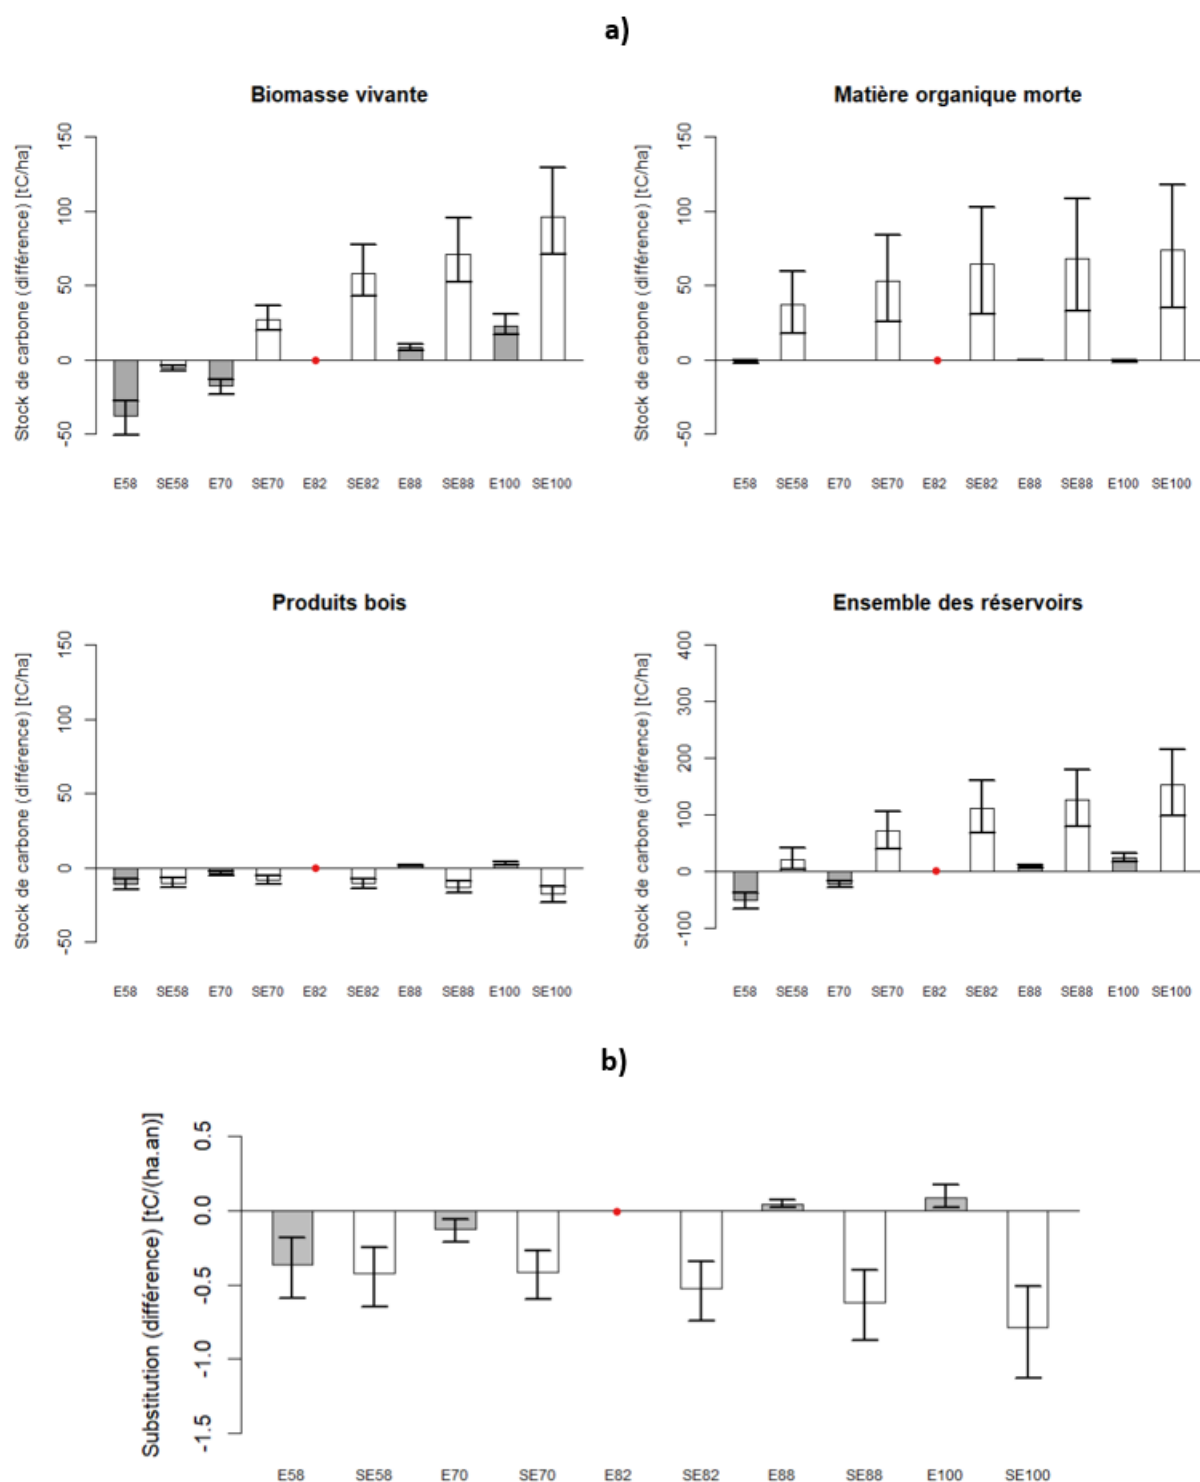 a)
Biomasse vivante
Stock de carbone (différence) [tC/ha]
150
100
50
0
-50
E58 SE58 E70 SE70 E82 SE82 E88 SE88 E100 SE100
Matière organique morte
Stock de carbone (différence) [tC/ha]
150
100
50
0
-50
E58 SE58 E70 SE70 E82 SE82 E88 SE88 E100 SE100
Produits bois
Stock de carbone (différence) [tC/ha]
150
100
50
0
-50
E58 SE58 E70 SE70 E82 SE82 E88 SE88 E100 SE100
Ensemble des réservoirs
Stock de carbone (différence) [tC/ha]
400
300
200
100
0
-100
E58 SE58 E70 SE70 E82 SE82 E88 SE88 E100 SE100
b)
Substitution (différence) [tC/(ha.an)]
0.5
0.0
-0.5
-1.0
-1.5
E58 SE58 E70 SE70 E82 SE82 E88 SE88 E100 SE100